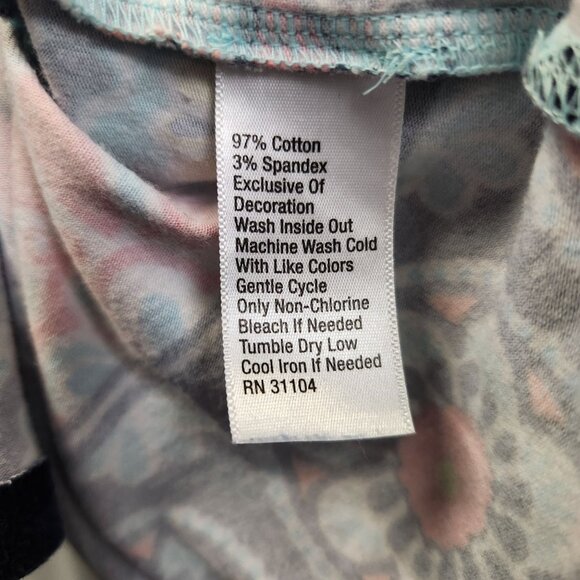 97% Cotton
3% Spandex
Exclusive Of
Decoration
Wash Inside Out
Machine Wash Cold
With Like Colors
Gentle Cycle
Only Non-Chlorine
Bleach If Needed
Tumble Dry Low
Cool Iron If Needed
RN 31104